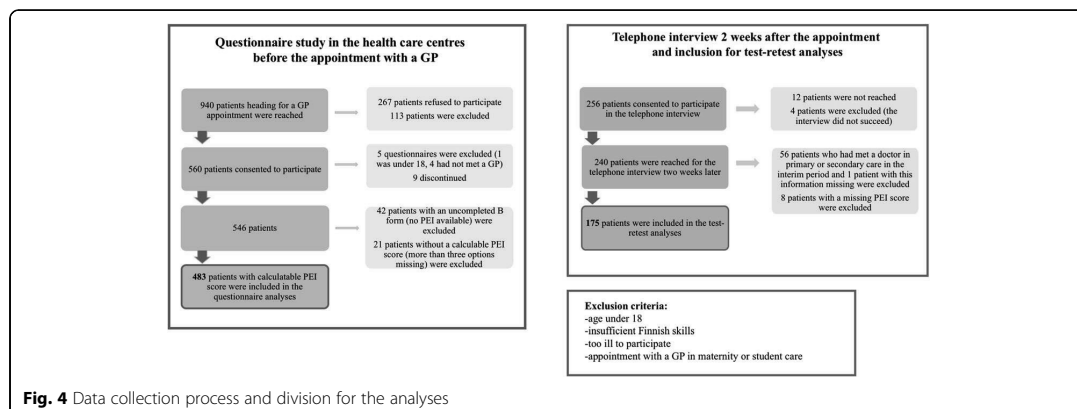 Questionnaire study in the health care centres
before the appointment with a GP
940 patients heading for a GP
appointment were reached
267 patients refused to participate
113 patients were excluded
560 patients consented to participate
5 questionnaires were excluded (1
was under 18, 4 had not met a GP)
9 discontinued
546 patients
42 patients with an uncompleted B
form (no PEI available) were
excluded
21 patients without a calculable PEI
score (more than three options
missing) were excluded
483 patients with calculatable PEI
score were included in the
questionnaire analyses
Telephone interview 2 weeks after the appointment
and inclusion for test-retest analyses
256 patients consented to participate
in the telephone interview
12 patients were not reached
4 patients were excluded (the
interview did not succeed)
240 patients were reached for the
telephone interview two weeks later
56 patients who had met a doctor in
primary or secondary care in the
interim period and 1 patient with this
information missing were excluded
8 patients with a missing PEI score
were excluded
175 patients were included in the test-
retest analyses
Exclusion criteria:
-age under 18
-insufficient Finnish skills
-too ill to participate
-appointment with a GP in maternity or student care
Fig. 4 Data collection process and division for the analyses